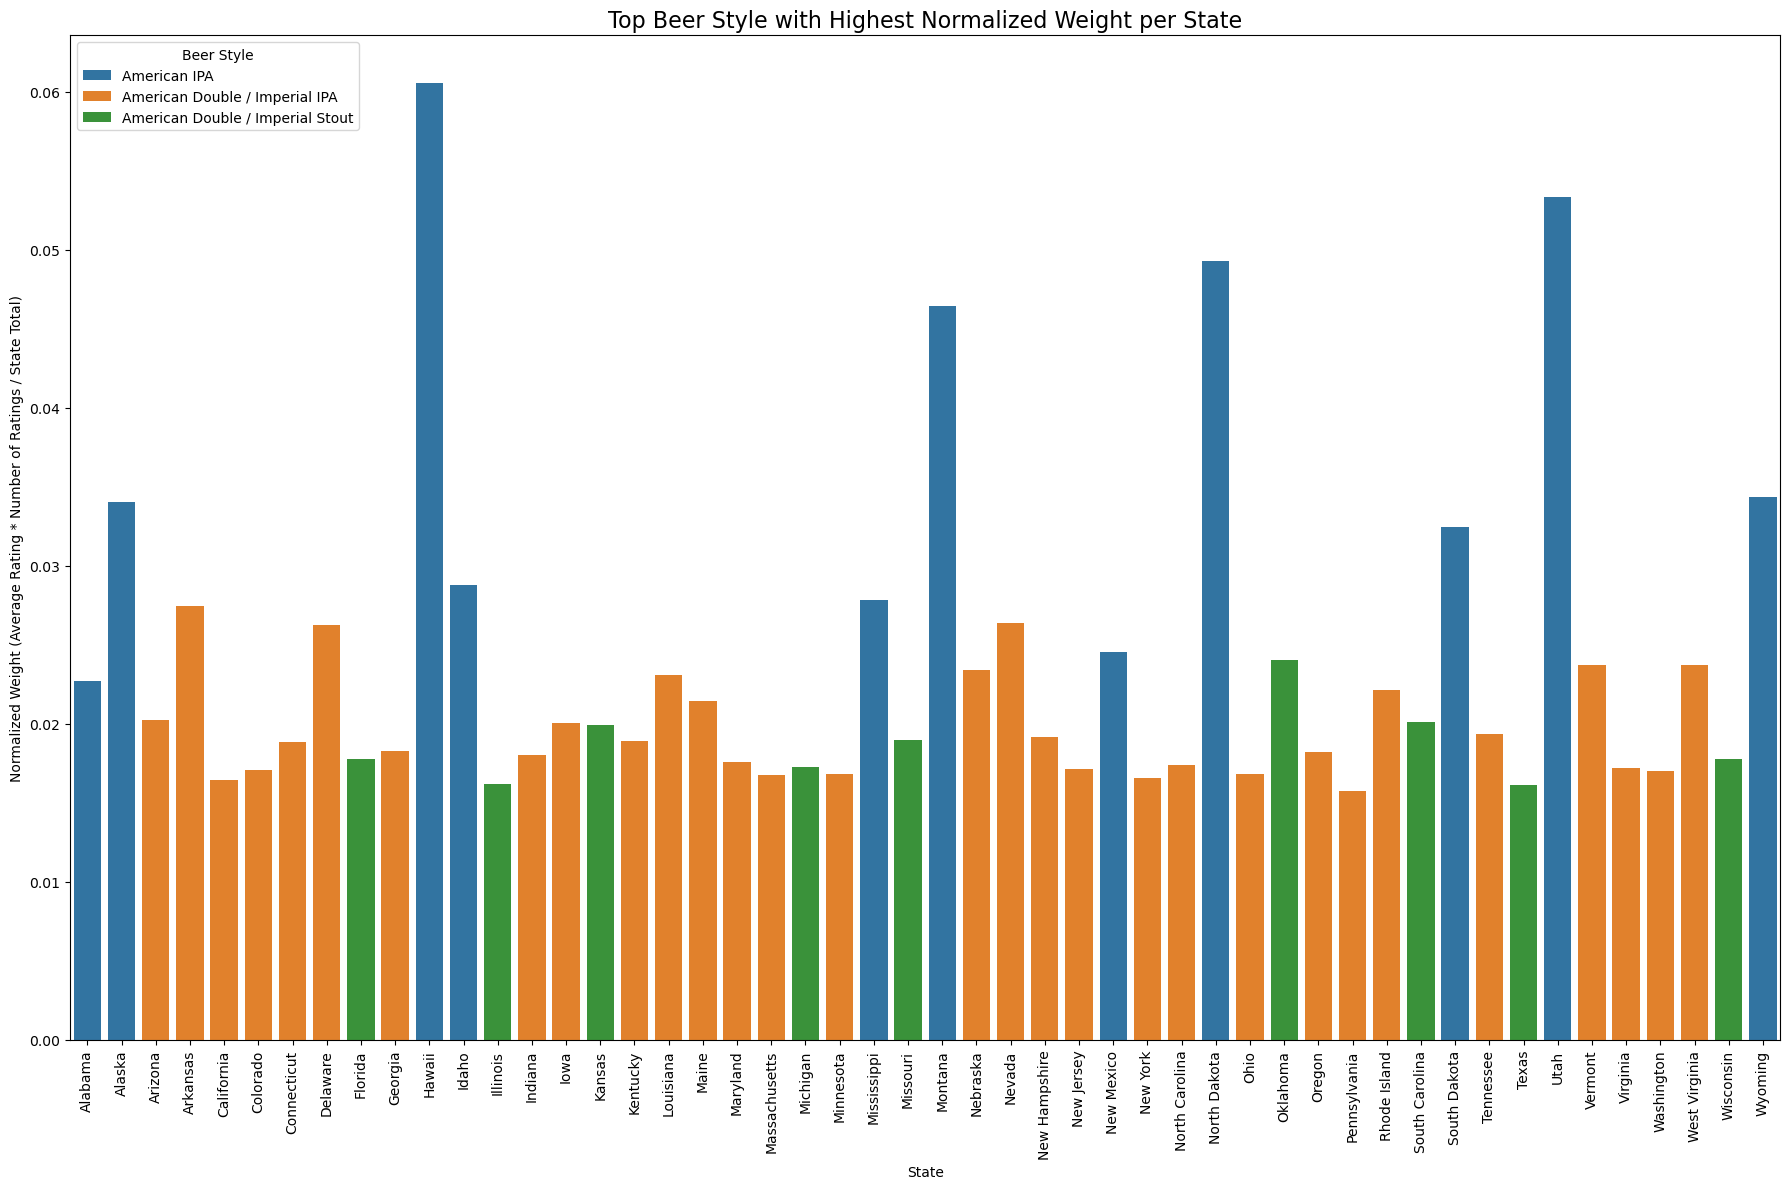 Top Beer Style with Highest Normalized Weight per State
Beer Style
American IPA
American Double / Imperial IPA
American Double / Imperial Stout
Normalized Weight (Average Rating * Number of Ratings / State Total)
0.06
0.05
0.04
0.03
0.02
0.01
0.00
Alabama
Alaska
Arizona
Arkansas
California
Colorado
Connecticut
Delaware
Florida
Georgia
Hawaii
Idaho
Illinois
Indiana
Iowa
Kansas
Kentucky
Louisiana
Maine
Maryland
Massachusetts
Michigan
Minnesota
Mississippi
Missouri
Montana
Nebraska
Nevada
New Hampshire
New Jersey
New Mexico
New York
North Carolina
North Dakota
Ohio
Oklahoma
Oregon
Pennsylvania
Rhode Island
South Carolina
South Dakota
Tennessee
Texas
Utah
Vermont
Virginia
Washington
West Virginia
Wisconsin
Wyoming
State